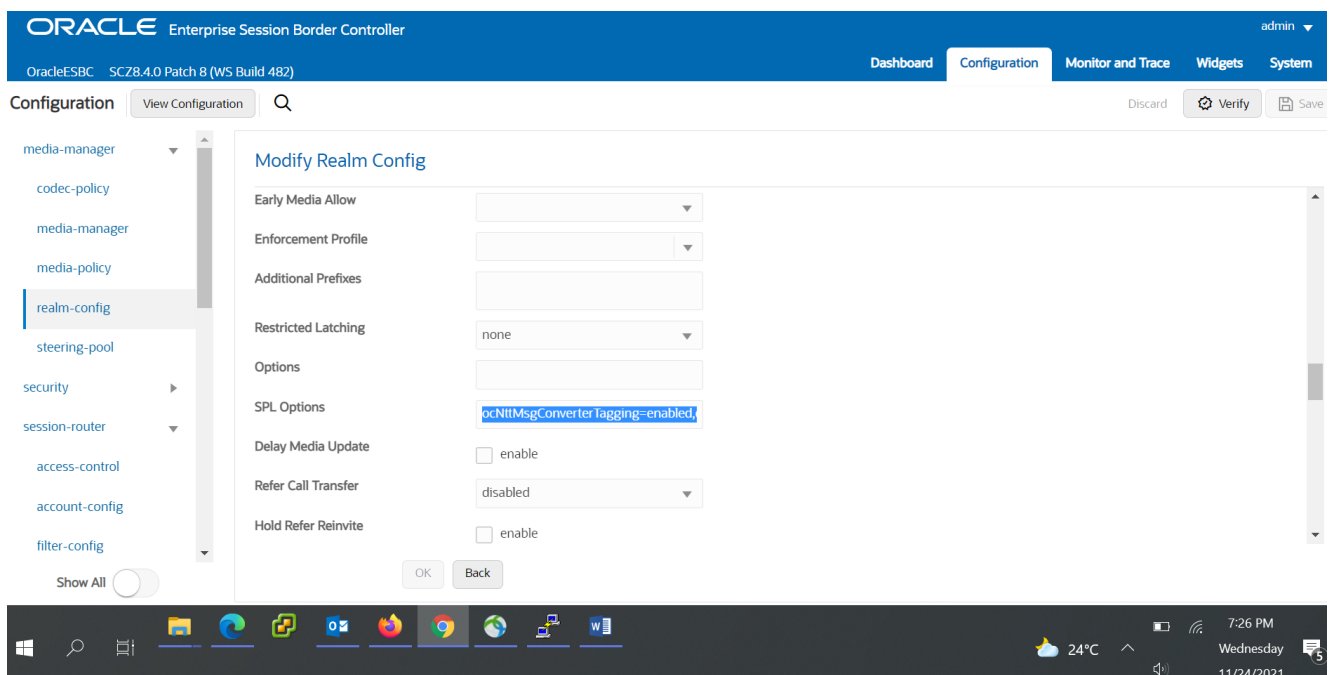 ORACLE Enterprise Session Border Controller
admin
OracleESBC SCZ8.4.0 Patch 8 (WS Build 482)
Dashboard Configuration Monitor and Trace Widgets System
Configuration View Configuration Discard Verify Save
media-manager
codec-policy
media-manager
media-policy
realm-config
steering-pool
security
session-router
access-control
account-config
filter-config
Show All
Modify Realm Config
Early Media Allow
Enforcement Profile
Additional Prefixes
Restricted Latching none
Options
SPL Options ocNttMsgConverterTagging=enabled,
Delay Media Update enable
Refer Call Transfer disabled
Hold Refer Reinvite enable
OK Back
24°C
7:26 PM
Wednesday
11/24/2021
5